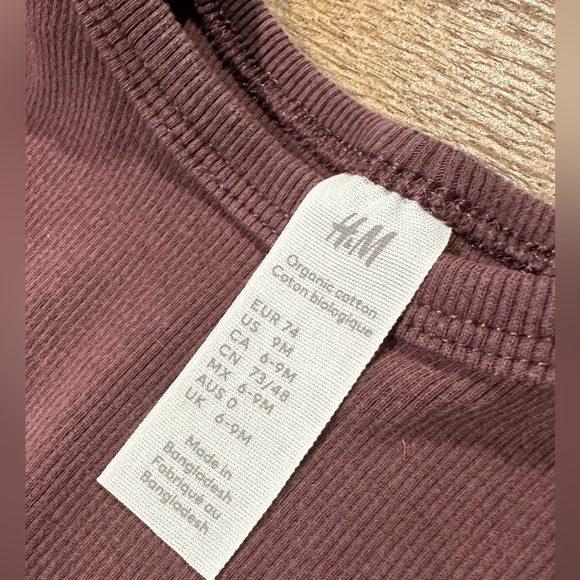 H&M
Organic cotton
Coton biologique
EUR 74
US 9M
CA 6-9M
CN 73/48
MX 6-9M
AUS 0
UK 6-9M
Made in
Bangladesh
Fabriqué au
Bangladesh